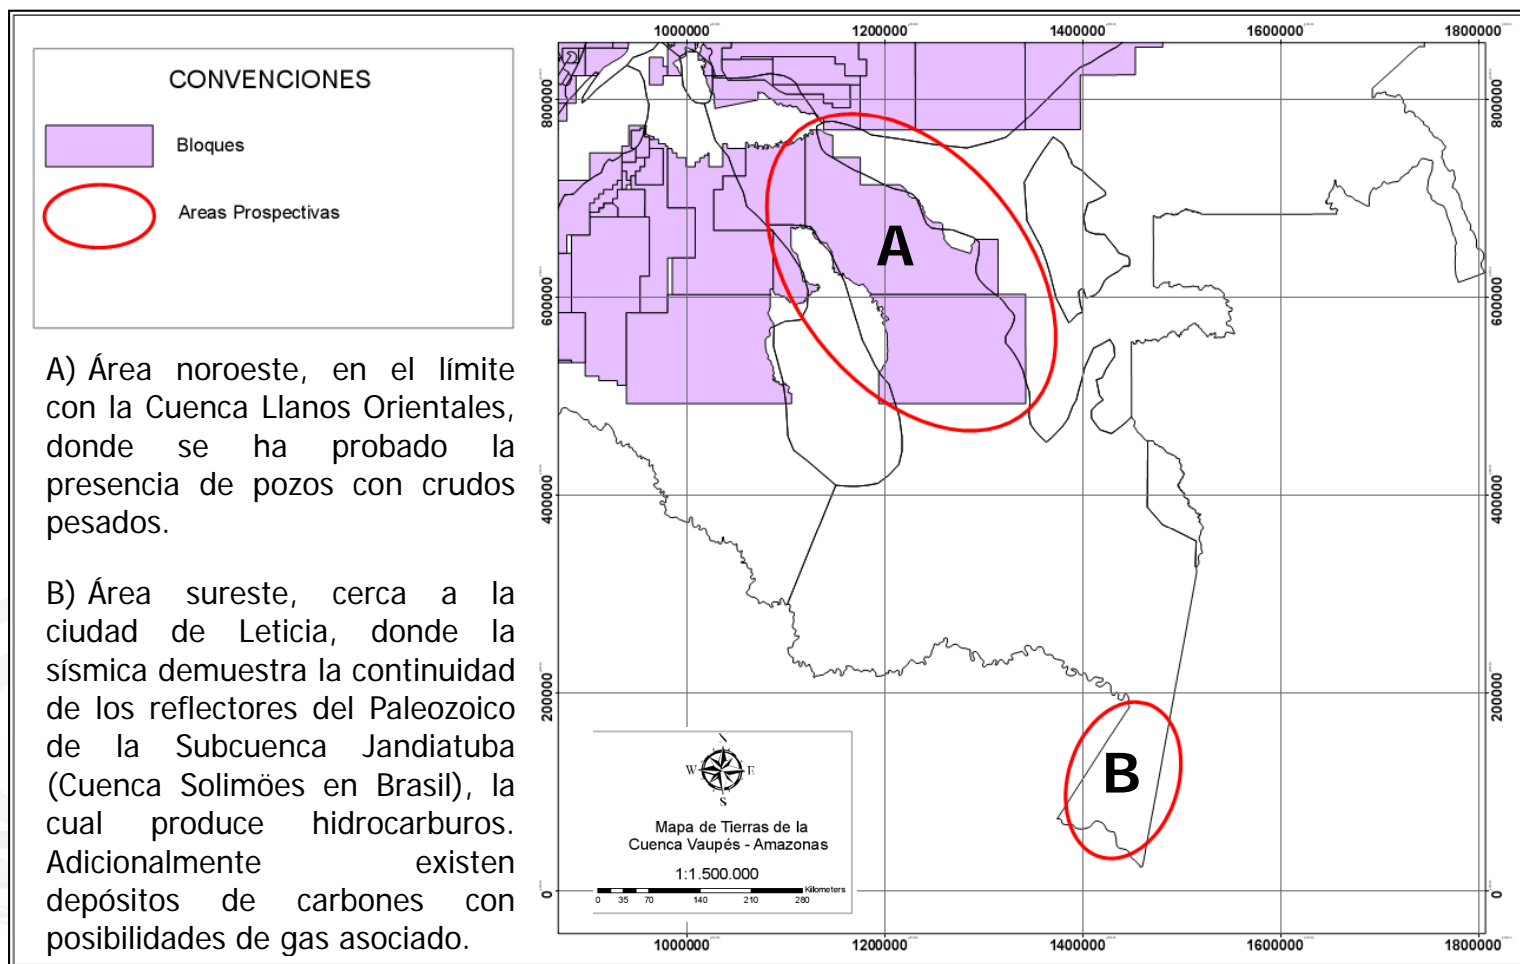 CONVENCIONES
Bloques
Areas Prospectivas
A) Área noroeste, en el límite
con la Cuenca Llanos Orientales,
donde se ha probado la
presencia de pozos con crudos
pesados.
B) Área sureste, cerca a la
ciudad de Leticia, donde la
sísmica demuestra la continuidad
de los reflectores del Paleozoico
de la Subcuenca Jandiatuba
(Cuenca Solimöes en Brasil), la
cual produce hidrocarburos.
Adicionalmente existen
depósitos de carbones con
posibilidades de gas asociado.
1000000 1200000 1400000 1600000 1800000
800000 800000
600000 600000
400000 400000
200000 200000
0 0
A
B
N
W E
S
Mapa de Tierras de la
Cuenca Vaupés - Amazonas
1:1.500.000
Kilometers
0 35 70 140 210 280
1000000 1200000 1400000 1600000 1800000